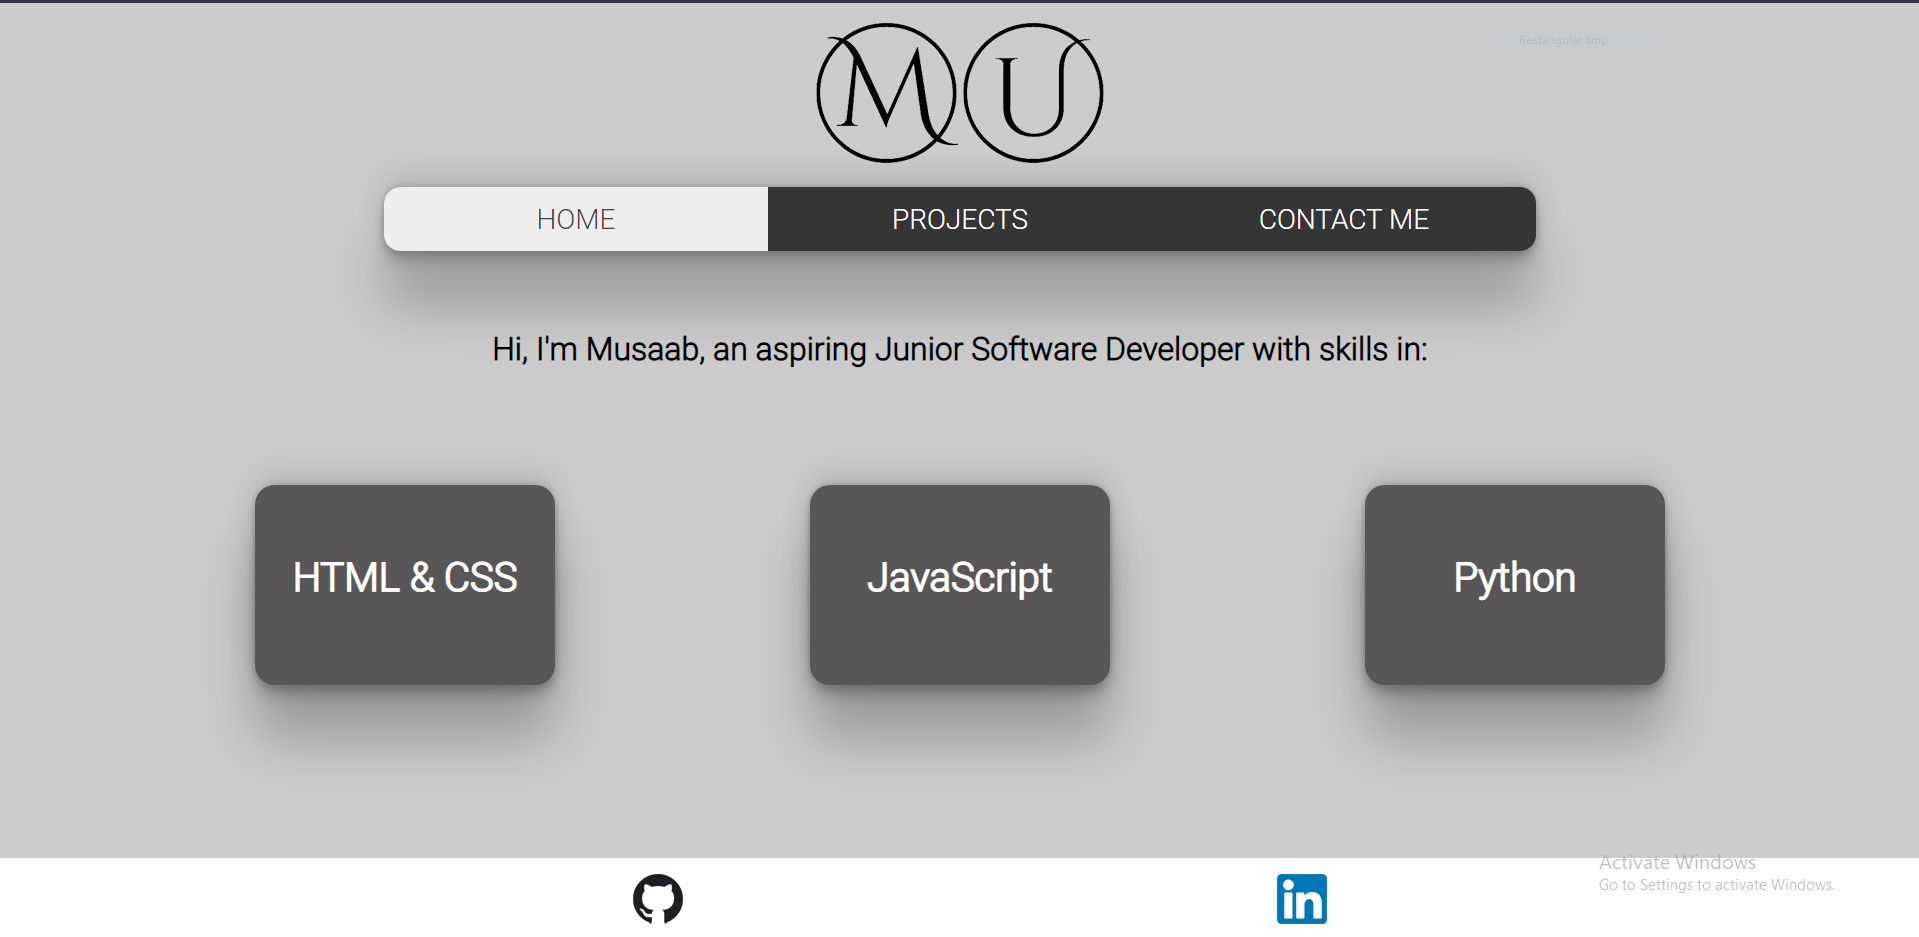 Rectangular Snip
MU
HOME
PROJECTS
CONTACT ME
Hi, I'm Musaab, an aspiring Junior Software Developer with skills in:
HTML & CSS
JavaScript
Python
in
Activate Windows
Go to Settings to activate Windows.